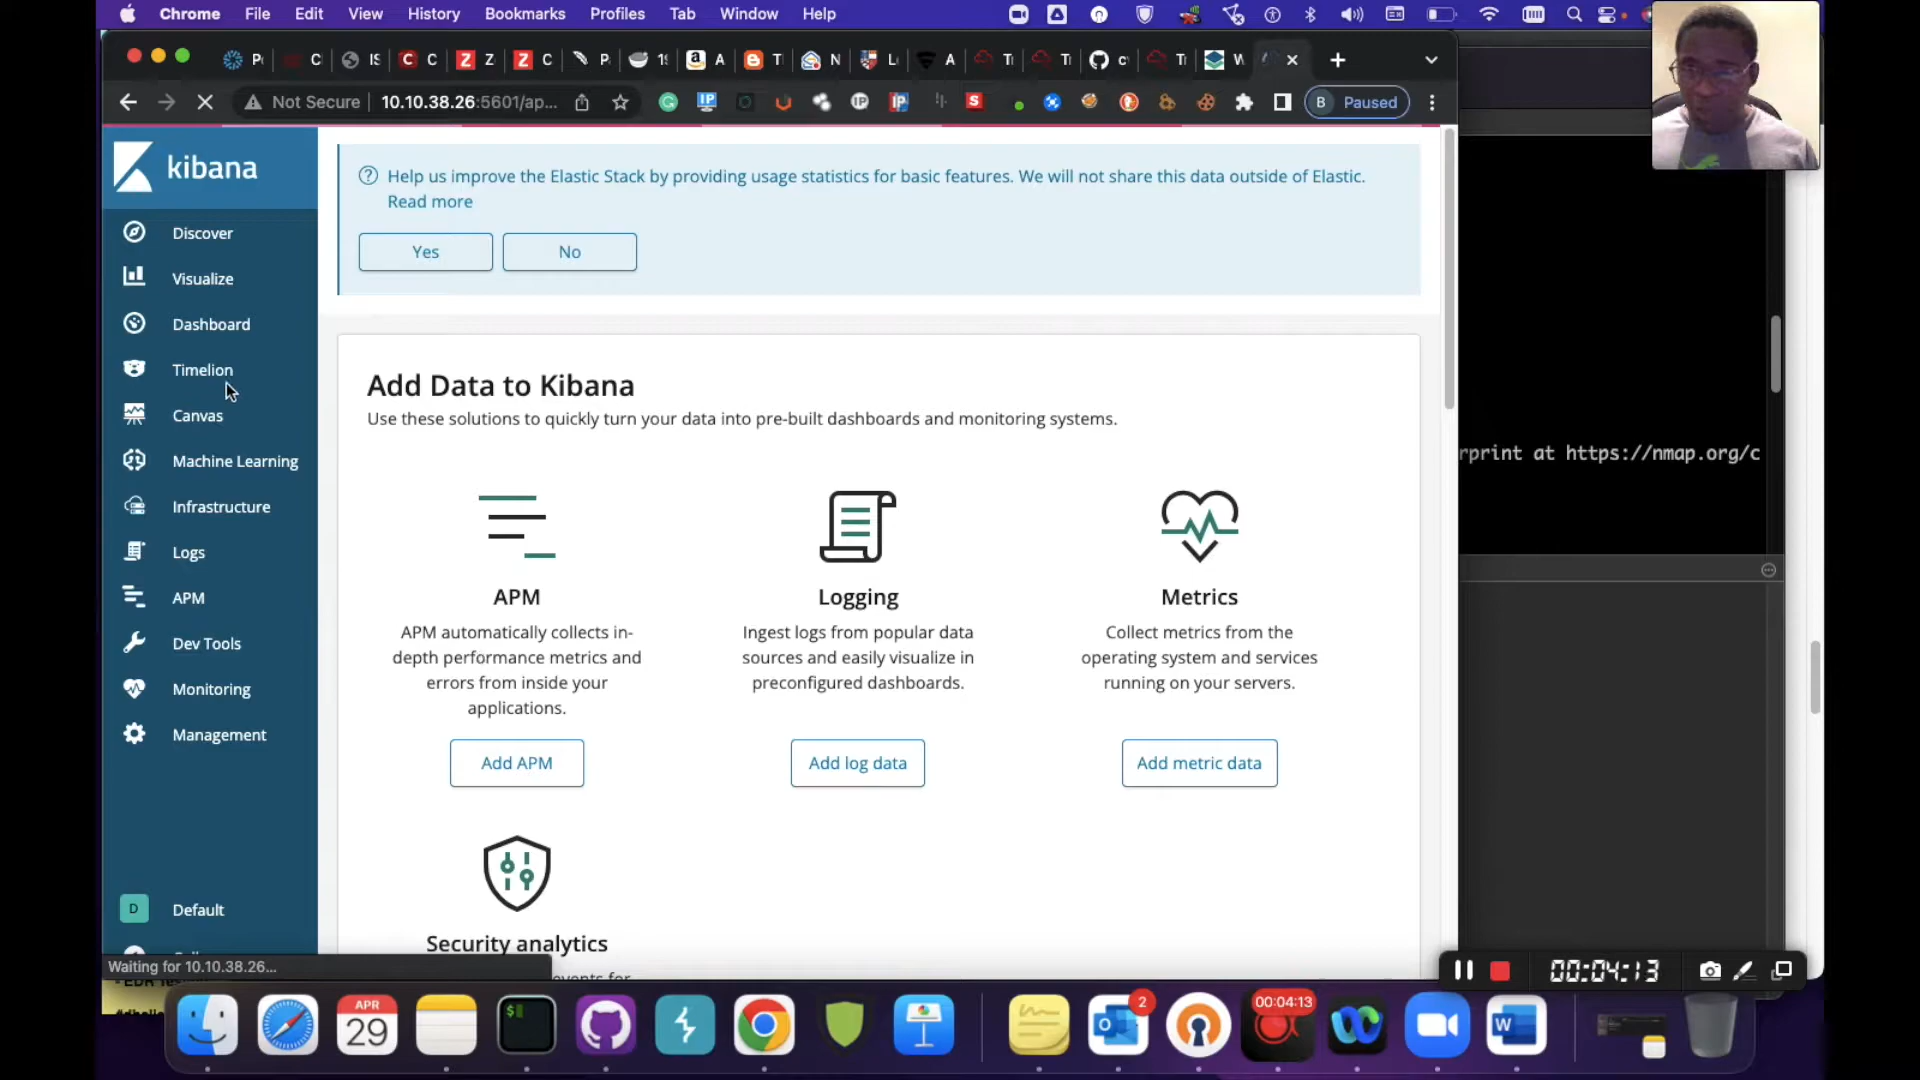 Chrome File Edit View History Bookmarks Profiles Tab Window Help
Not Secure 10.10.38.26:5601/ap... B Paused
kibana
Discover
Visualize
Dashboard
Timelion
Canvas
Machine Learning
Infrastructure
Logs
APM
Dev Tools
Monitoring
Management
D Default
Waiting for 10.10.38.26...
Help us improve the Elastic Stack by providing usage statistics for basic features. We will not share this data outside of Elastic.
Read more
Yes No
Add Data to Kibana
Use these solutions to quickly turn your data into pre-built dashboards and monitoring systems.
APM
APM automatically collects in-
depth performance metrics and
errors from inside your
applications.
Add APM
Logging
Ingest logs from popular data
sources and easily visualize in
preconfigured dashboards.
Add log data
Metrics
Collect metrics from the
operating system and services
running on your servers.
Add metric data
Security analytics
events for
rprint at https://nmap.org/c
00:04:13
APR
29
2
00:04:13